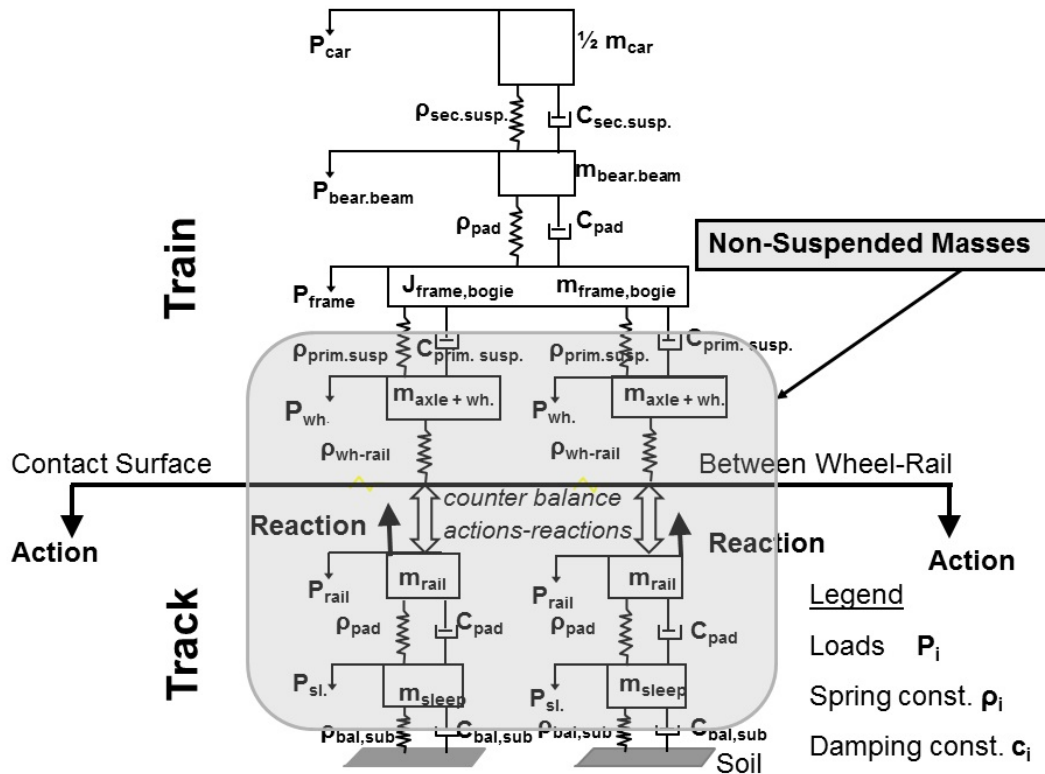 P_car
½ m_car
ρ_sec.susp.
C_sec.susp.
P_bear.beam
m_bear.beam
ρ_pad
C_pad
Train
Non-Suspended Masses
P_frame
J_frame,bogie
m_frame,bogie
ρ_prim.susp
C_prim. susp.
ρ_prim.susp.
C_prim. susp.
P_wh.
m_axle + wh.
P_wh.
m_axle + wh.
ρ_wh-rail
ρ_wh-rail
Contact Surface
Between Wheel-Rail
counter balance
actions-reactions
Reaction
Reaction
Action
Action
P_rail
m_rail
P_rail
m_rail
Track
ρ_pad
C_pad
ρ_pad
C_pad
P_sl.
m_sleep
P_sl.
m_sleep
ρ_bal,sub
C_bal,sub
ρ_bal,sub
C_bal,sub
Soil
Legend
Loads P_i
Spring const. ρ_i
Damping const. c_i